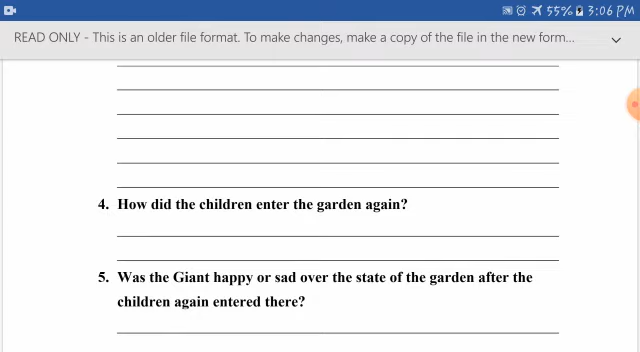 55% 3:06 PM
READ ONLY - This is an older file format. To make changes, make a copy of the file in the new form...
4. How did the children enter the garden again?
5. Was the Giant happy or sad over the state of the garden after the
children again entered there?